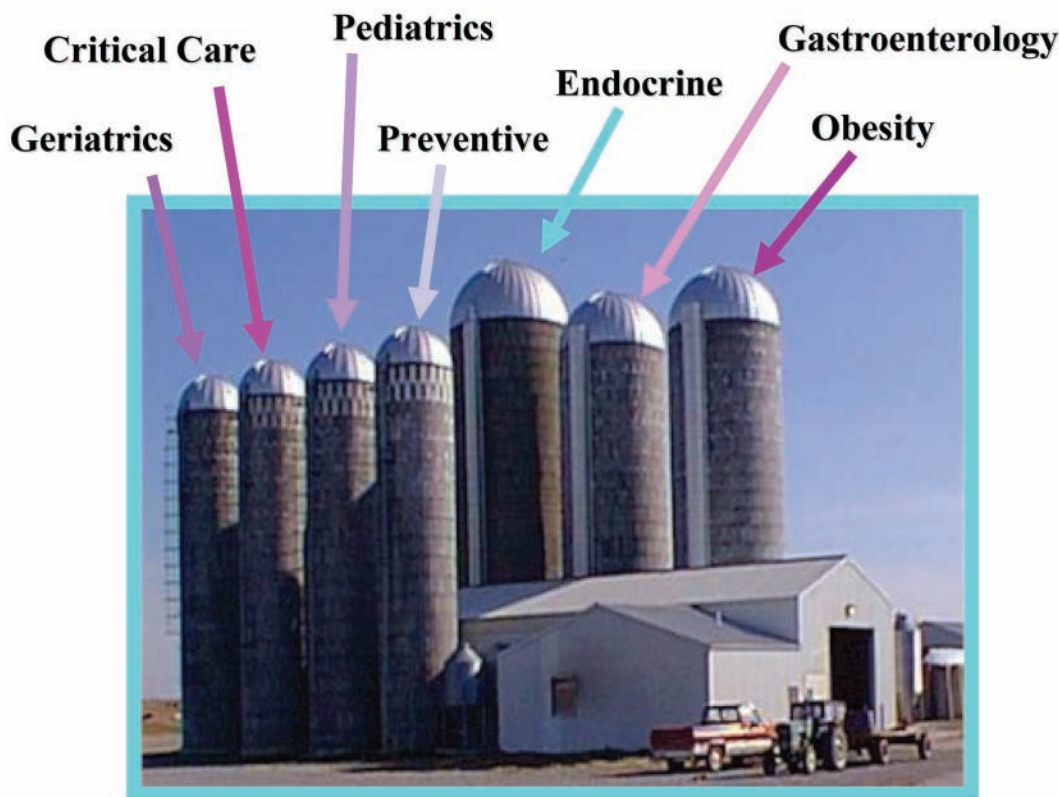 Pediatrics
Gastroenterology
Critical Care
Endocrine
Obesity
Geriatrics
Preventive